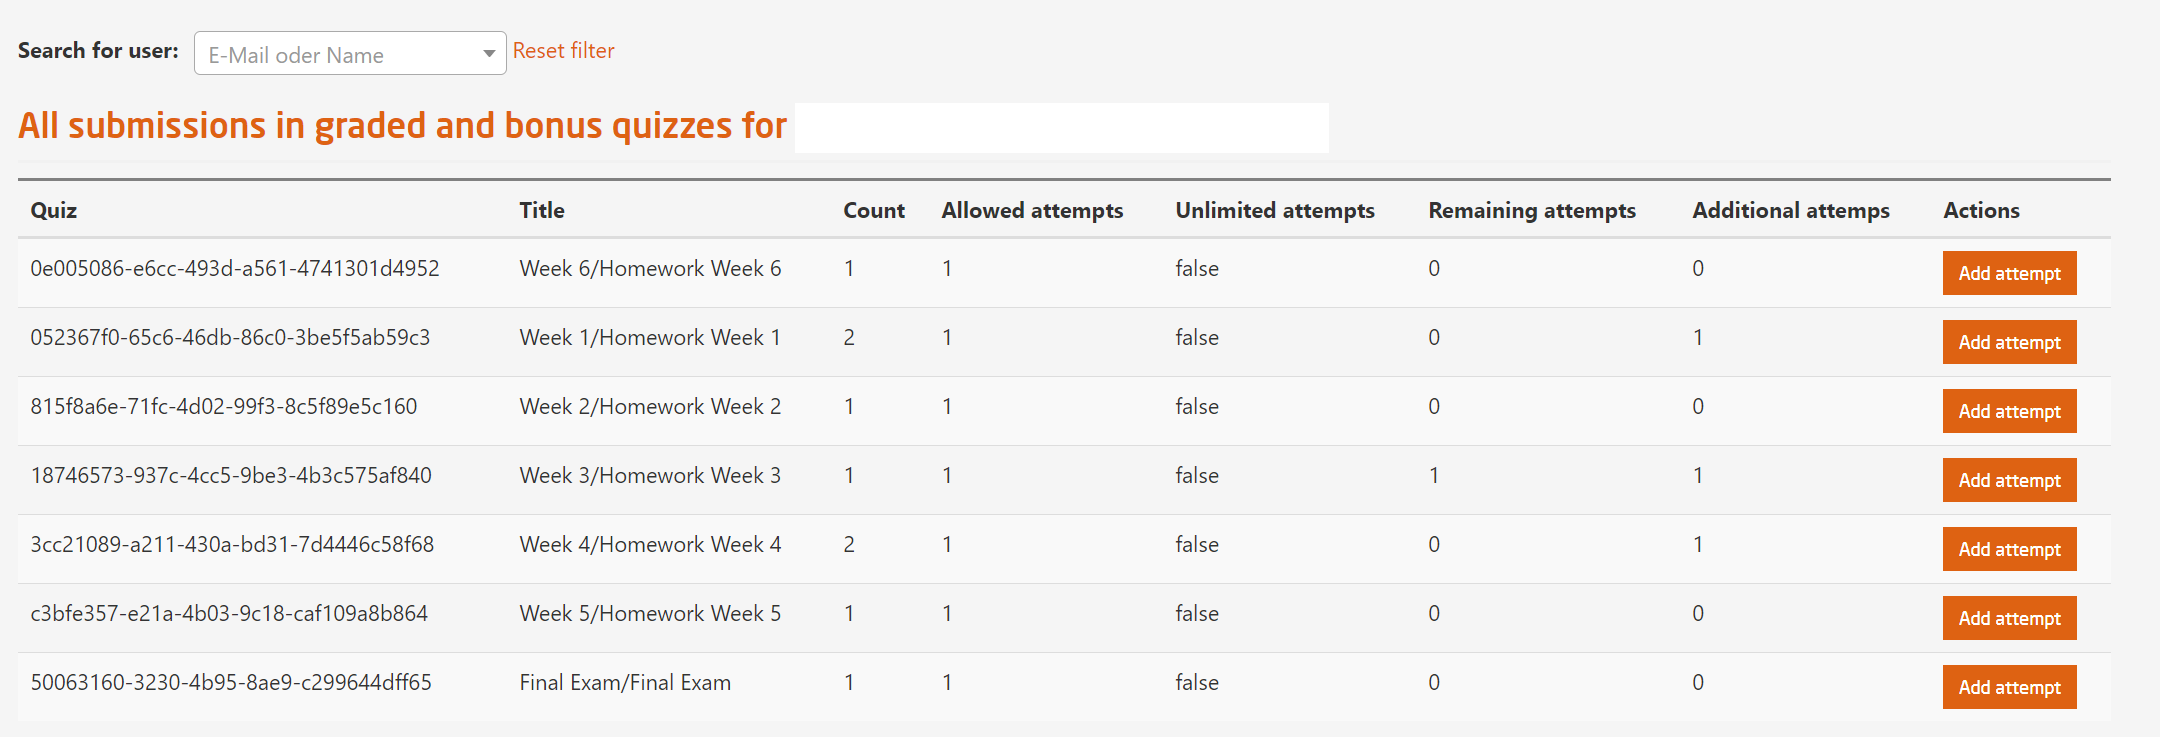 Search for user: E-Mail oder Name Reset filter
All submissions in graded and bonus quizzes for
Quiz Title Count Allowed attempts Unlimited attempts Remaining attempts Additional attemps Actions
0e005086-e6cc-493d-a561-4741301d4952 Week 6/Homework Week 6 1 1 false 0 0 Add attempt
052367f0-65c6-46db-86c0-3be5f5ab59c3 Week 1/Homework Week 1 2 1 false 0 1 Add attempt
815f8a6e-71fc-4d02-99f3-8c5f89e5c160 Week 2/Homework Week 2 1 1 false 0 0 Add attempt
18746573-937c-4cc5-9be3-4b3c575af840 Week 3/Homework Week 3 1 1 false 1 1 Add attempt
3cc21089-a211-430a-bd31-7d4446c58f68 Week 4/Homework Week 4 2 1 false 0 1 Add attempt
c3bfe357-e21a-4b03-9c18-caf109a8b864 Week 5/Homework Week 5 1 1 false 0 0 Add attempt
50063160-3230-4b95-8ae9-c299644dff65 Final Exam/Final Exam 1 1 false 0 0 Add attempt